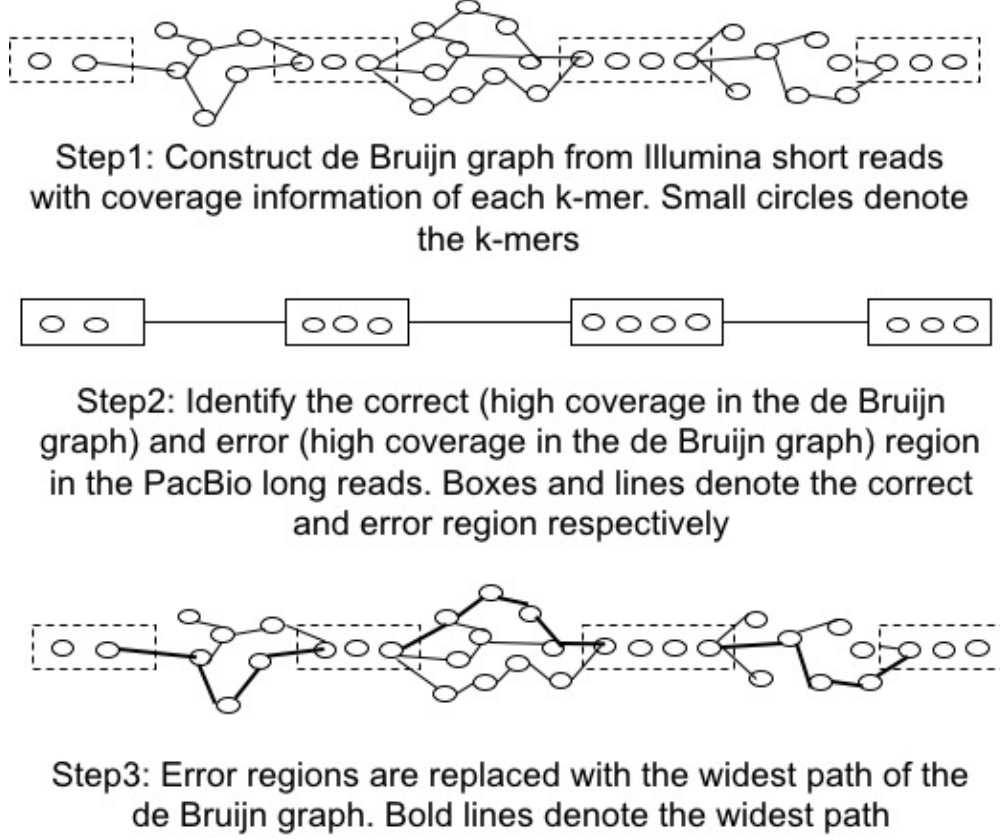 Step1: Construct de Bruijn graph from Illumina short reads
with coverage information of each k-mer. Small circles denote
the k-mers
Step2: Identify the correct (high coverage in the de Bruijn
graph) and error (high coverage in the de Bruijn graph) region
in the PacBio long reads. Boxes and lines denote the correct
and error region respectively
Step3: Error regions are replaced with the widest path of the
de Bruijn graph. Bold lines denote the widest path